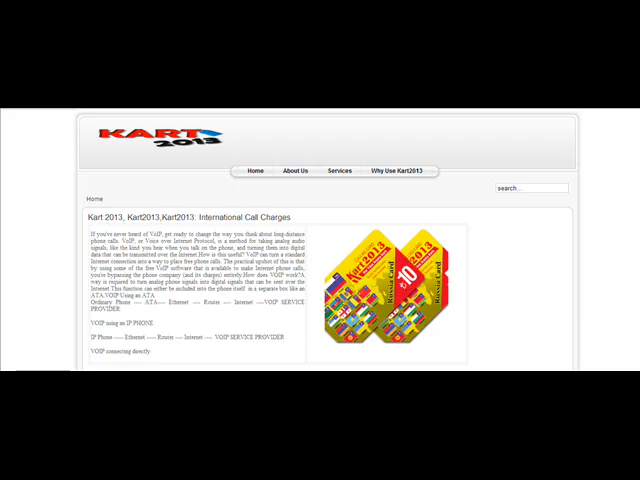 KART
2013
Home About Us Services Why Use Kart2013
search...
Home
Kart 2013, Kart2013,Kart2013: International Call Charges
If you've never heard of VoIP, get ready to change the way you think about long-distance
phone calls. VoIP, or Voice over Internet Protocol, is a method for taking analog audio
signals, like the kind you hear when you talk on the phone, and turning them into digital
data that can be transmitted over the Internet.How is this useful? VoIP can turn a standard
Internet connection into a way to place free phone calls. The practical upshot of this is that
by using some of the free VoIP software that is available to make Internet phone calls,
you're bypassing the phone company (and its charges) entirely.How does. VOIP work?A
way is required to turn analog phone signals into digital signals that can be sent over the
Internet.This function can either be included into the phone itself. in a separate box like an
ATA.VOIP Using an ATA
Ordinary Phone ---- ATA---- Ethernet ---- Router ---- Internet ----VOIP SERVICE
PROVIDER
VOIP using an IP PHONE
IP Phone ----- Ethernet ----- Router ---- Internet ---- VOIP SERVICE PROVIDER
VOIP connecting directly
Kart2013
Russia Card
10
2013
Russia Card